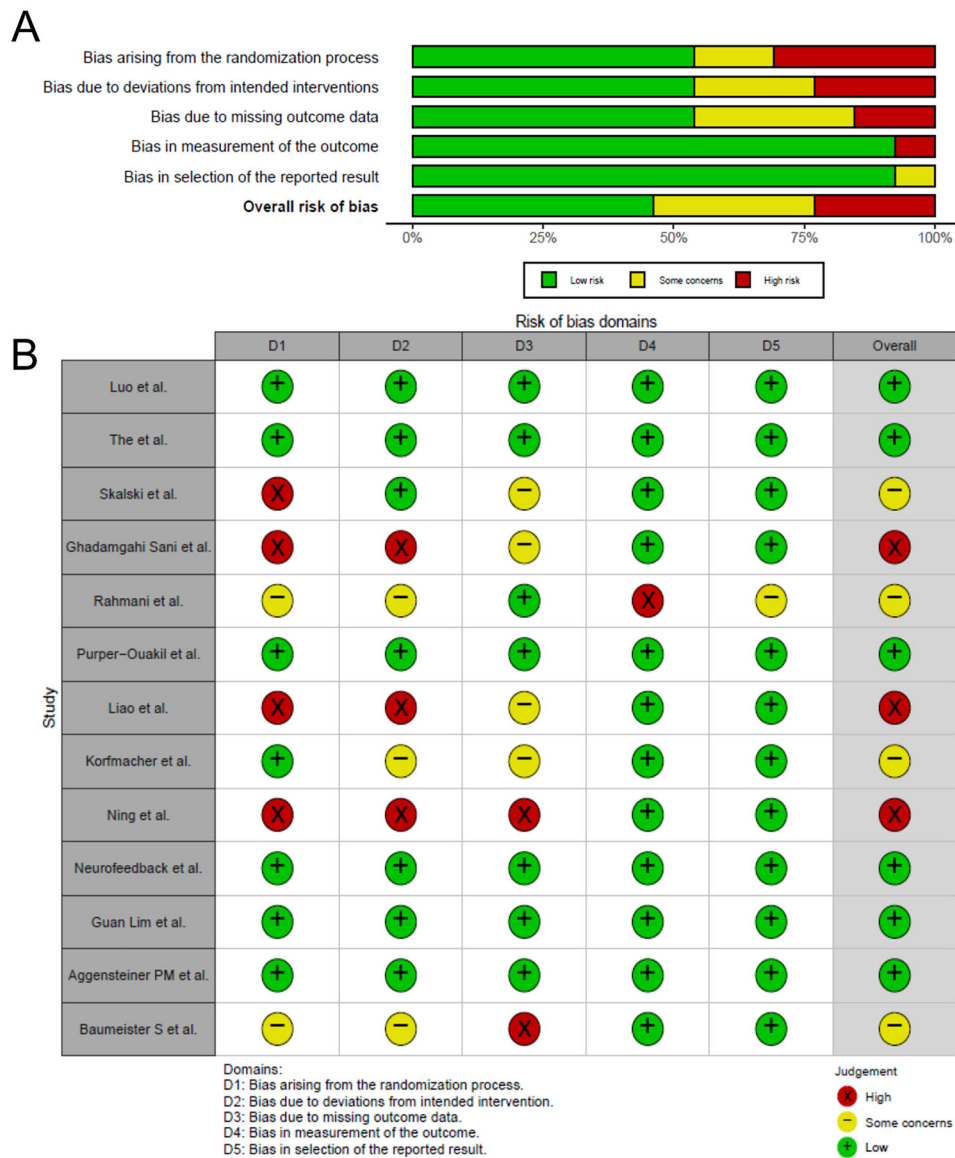 A
Bias arising from the randomization process
Bias due to deviations from intended interventions
Bias due to missing outcome data
Bias in measurement of the outcome
Bias in selection of the reported result
Overall risk of bias
0% 25% 50% 75% 100%
Low risk Some concerns High risk
B
Risk of bias domains
D1 D2 D3 D4 D5 Overall
Study
Luo et al. + + + + + +
The et al. + + + + + +
Skalski et al. X + − + + −
Ghadamgahi Sani et al. X X − + + X
Rahmani et al. − − + X − −
Purper−Ouakil et al. + + + + + +
Liao et al. X X − + + X
Korfmacher et al. + − − + + −
Ning et al. X X X + + X
Neurofeedback et al. + + + + + +
Guan Lim et al. + + + + + +
Aggensteiner PM et al. + + + + + +
Baumeister S et al. − − X + + −
Domains:
D1: Bias arising from the randomization process.
D2: Bias due to deviations from intended intervention.
D3: Bias due to missing outcome data.
D4: Bias in measurement of the outcome.
D5: Bias in selection of the reported result.
Judgement
X High
− Some concerns
+ Low